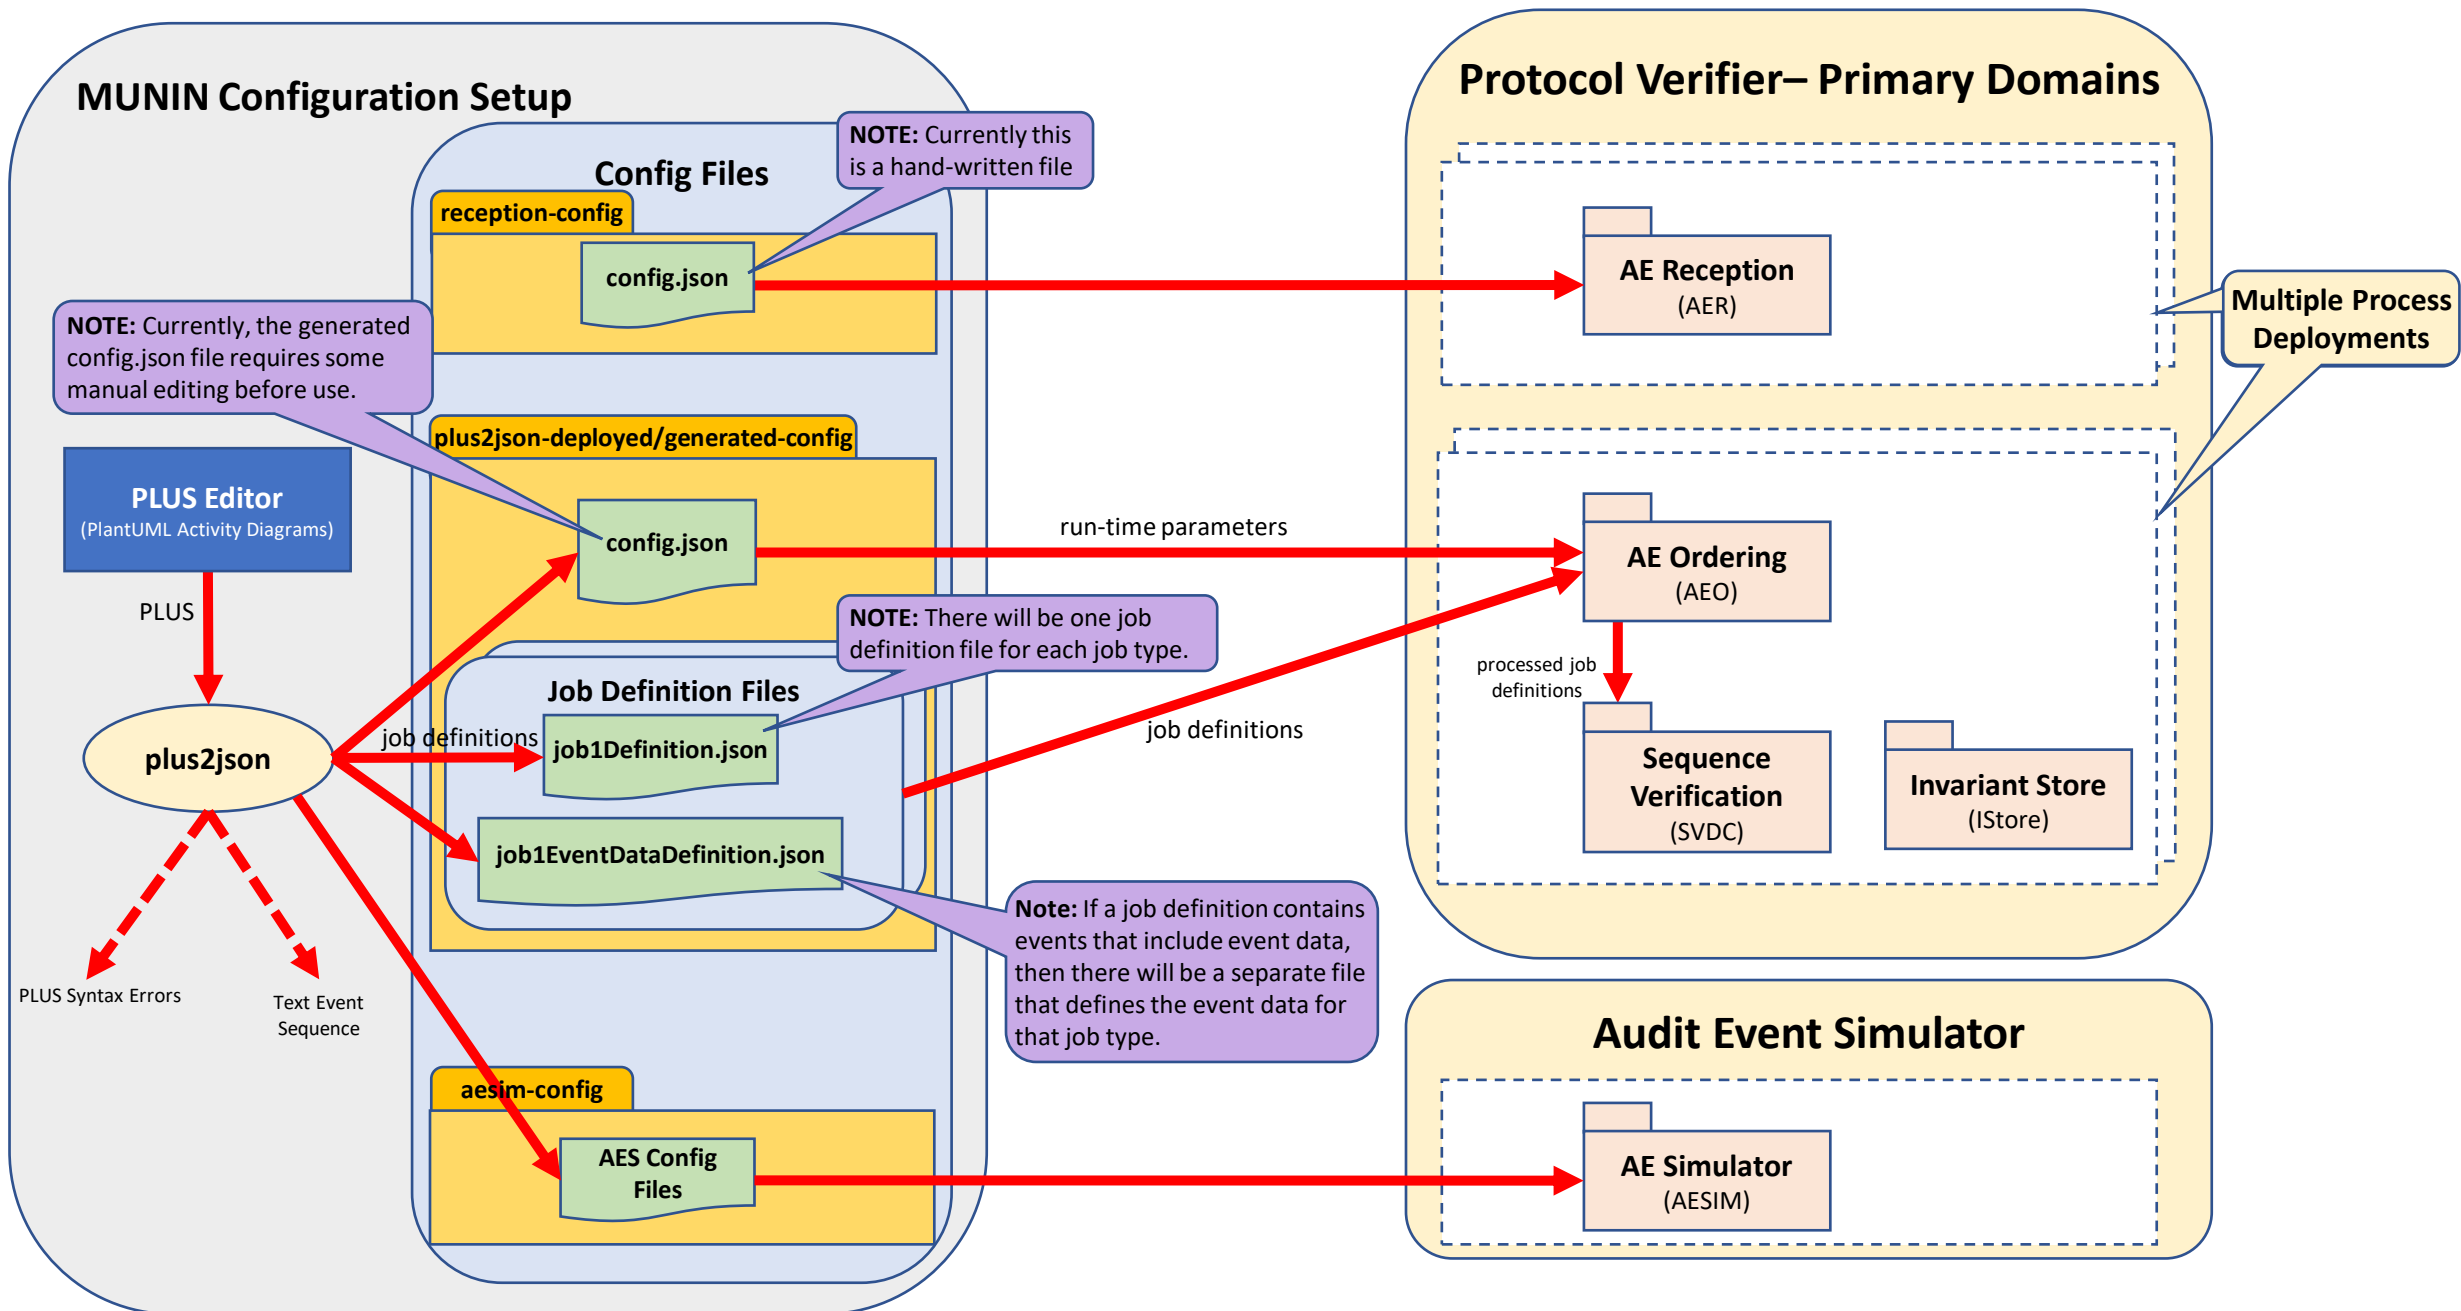 MUNIN Configuration Setup
Config Files
NOTE: Currently this
is a hand-written file
reception-config
config.json
NOTE: Currently, the generated
config.json file requires some
manual editing before use.
plus2json-deployed/generated-config
PLUS Editor
(PlantUML Activity Diagrams)
config.json
PLUS
NOTE: There will be one job
definition file for each job type.
Job Definition Files
job definitions
job1Definition.json
plus2json
job1EventDataDefinition.json
Note: If a job definition contains
events that include event data,
then there will be a separate file
that defines the event data for
that job type.
PLUS Syntax Errors
Text Event
Sequence
aesim-config
AES Config
Files
run-time parameters
job definitions
Protocol Verifier– Primary Domains
AE Reception
(AER)
Multiple Process
Deployments
AE Ordering
(AEO)
processed job
definitions
Sequence
Verification
(SVDC)
Invariant Store
(IStore)
Audit Event Simulator
AE Simulator
(AESIM)